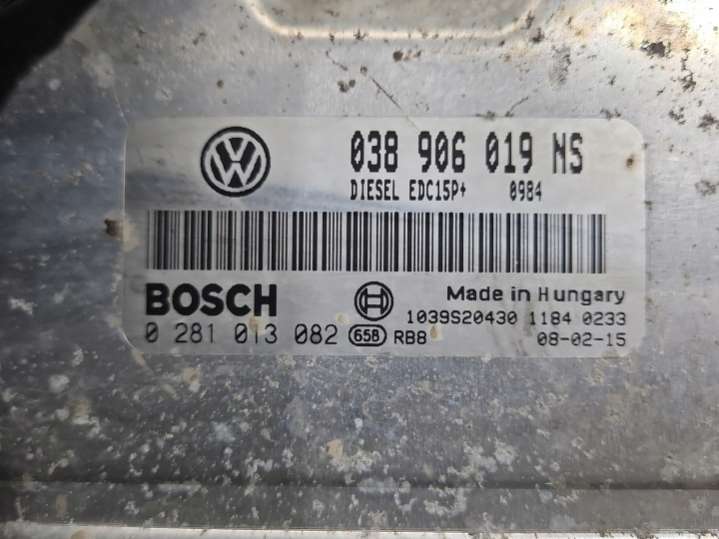 038 906 019 NS
DIESEL EDC15P+ 0984
BOSCH
Made in Hungary
1039S20430 1184 0233
0 281 013 082 658 RB8 08-02-15